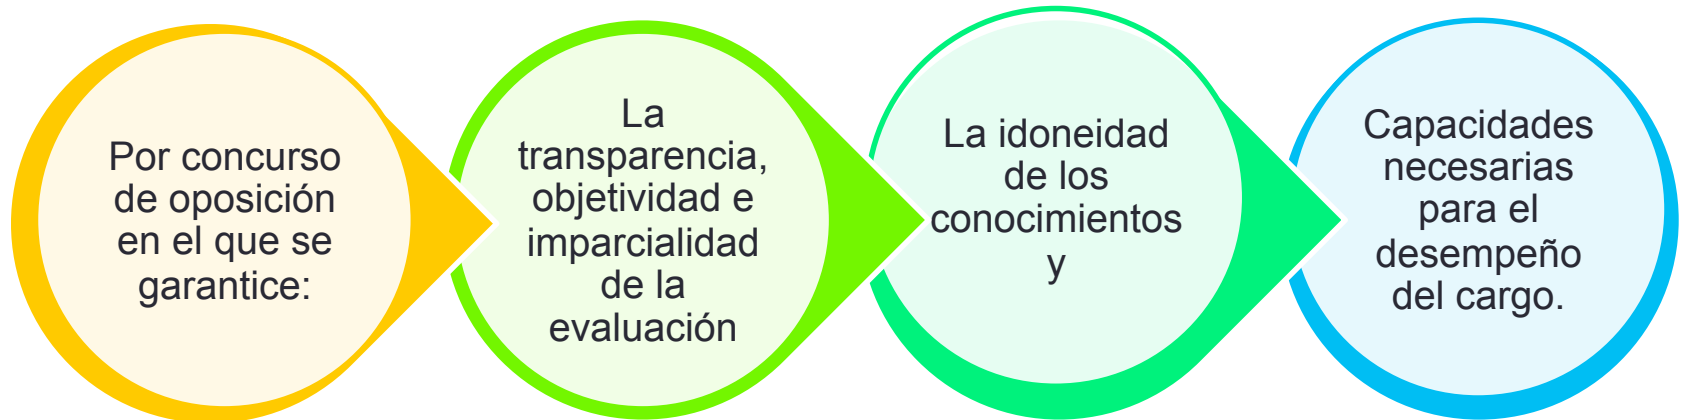 Por concurso
de oposición
en el que se
garantice:
La
transparencia,
objetividad e
imparcialidad
de la
evaluación
La idoneidad
de los
conocimientos
y
Capacidades
necesarias
para el
desempeño
del cargo.